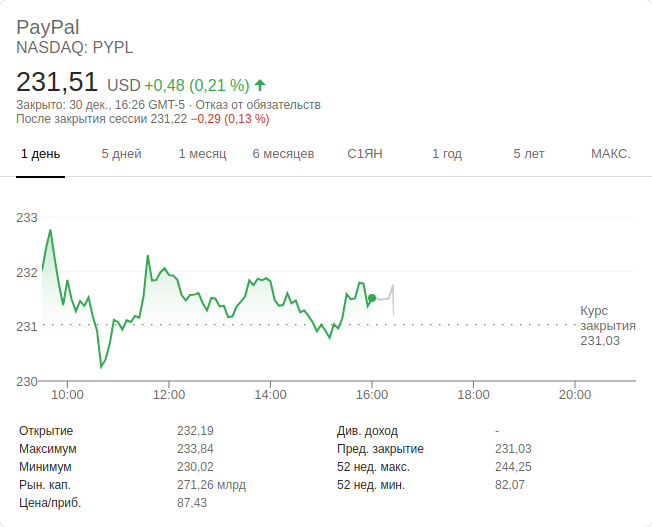 PayPal
NASDAQ: PYPL
231,51 USD +0,48 (0,21 %)
Закрыто: 30 дек., 16:26 GMT-5 · Отказ от обязательств
После закрытия сессии 231,22 −0,29 (0,13 %)
1 день 5 дней 1 месяц 6 месяцев С1ЯН 1 год 5 лет МАКС.
233
232
231
230
Курс
закрытия
231,03
10:00 12:00 14:00 16:00 18:00 20:00
Открытие 232,19 Див. доход -
Максимум 233,84 Пред. закрытие 231,03
Минимум 230,02 52 нед. макс. 244,25
Рын. кап. 271,26 млрд 52 нед. мин. 82,07
Цена/приб. 87,43